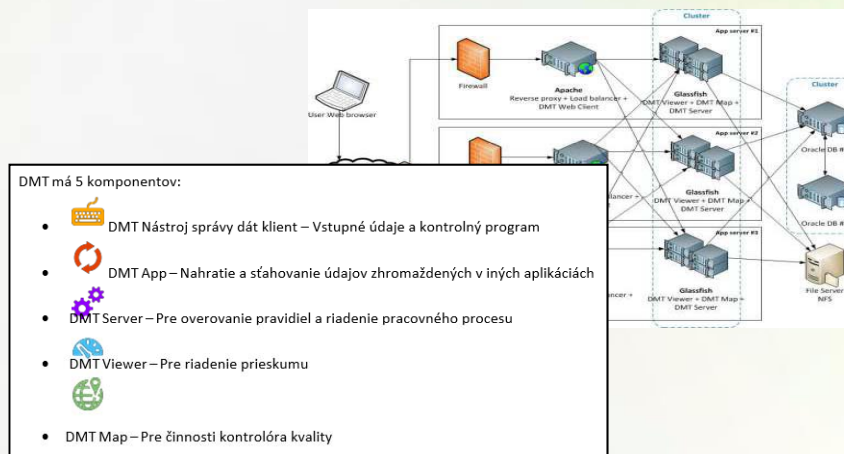 Cluster
App server #1
Firewall
Apache
Reverse proxy + Load balancer +
DMT Web Client
Glassfish
DMT Viewer + DMT Map +
DMT Server
User Web browser
Cluster
App server #2
Oracle DB
Glassfish
DMT Viewer + DMT Map +
DMT Server
Oracle DB
App server #3
Glassfish
DMT Viewer + DMT Map +
DMT Server
File Server
NFS
DMT má 5 komponentov:
• DMT Nástroj správy dát klient – Vstupné údaje a kontrolný program
• DMT App – Nahratie a sťahovanie údajov zhromaždených v iných aplikáciách
• DMT Server – Pre overovanie pravidiel a riadenie pracovného procesu
• DMT Viewer – Pre riadenie prieskumu
• DMT Map – Pre činnosti kontrolóra kvality